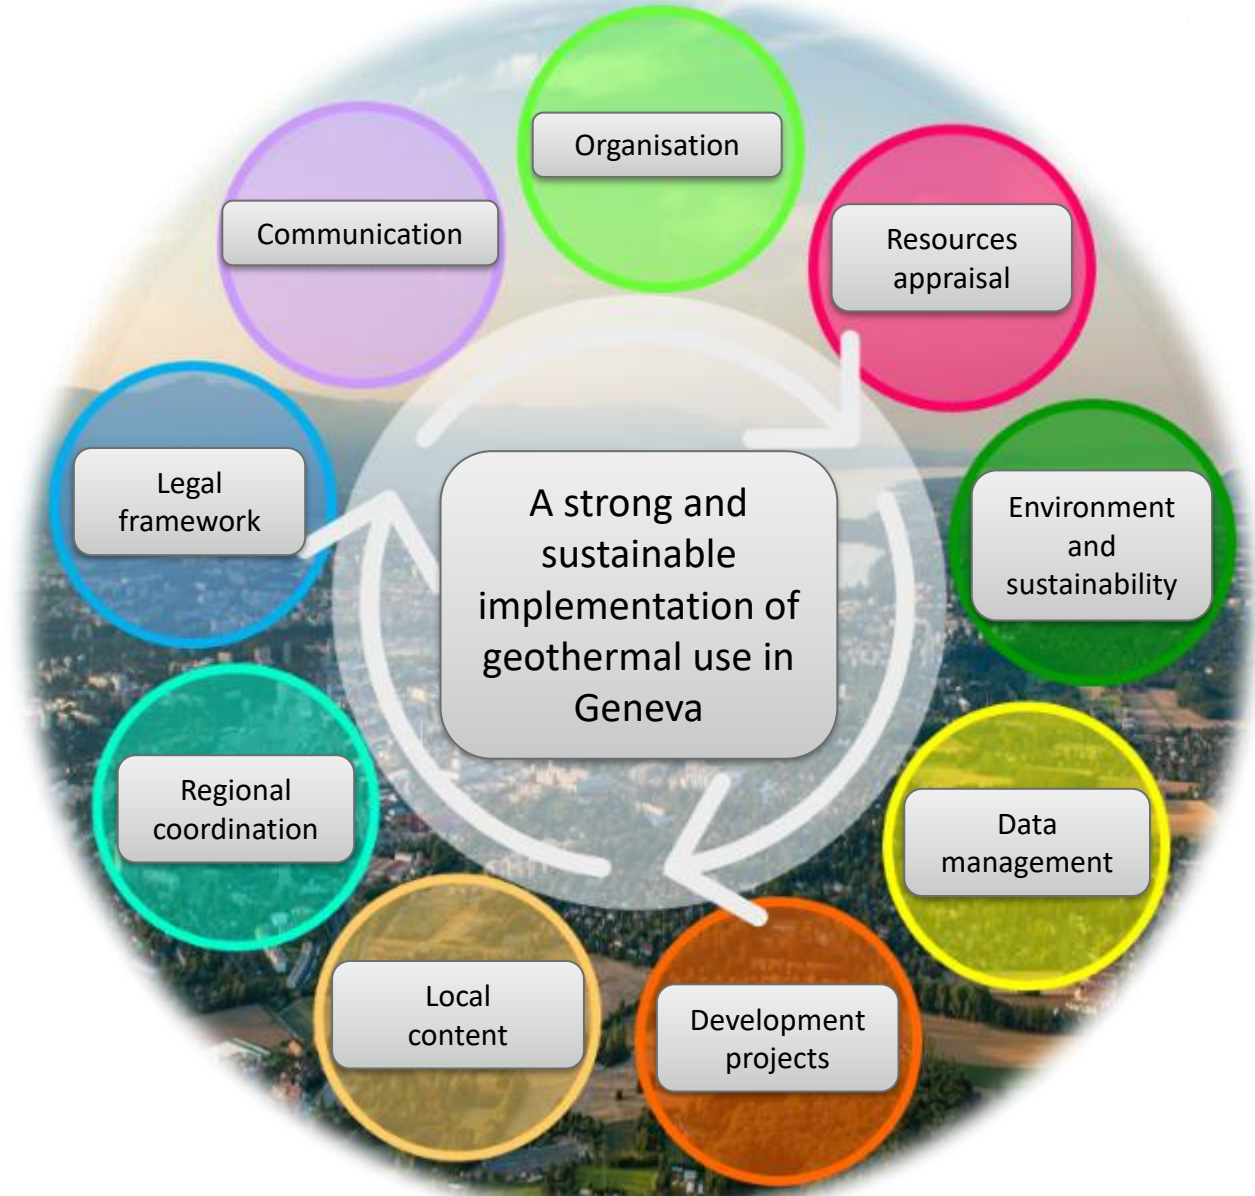 Organisation
Communication
Resources
appraisal
Legal
framework
A strong and
sustainable
implementation of
geothermal use in
Geneva
Environment
and
sustainability
Regional
coordination
Data
management
Local
content
Development
projects